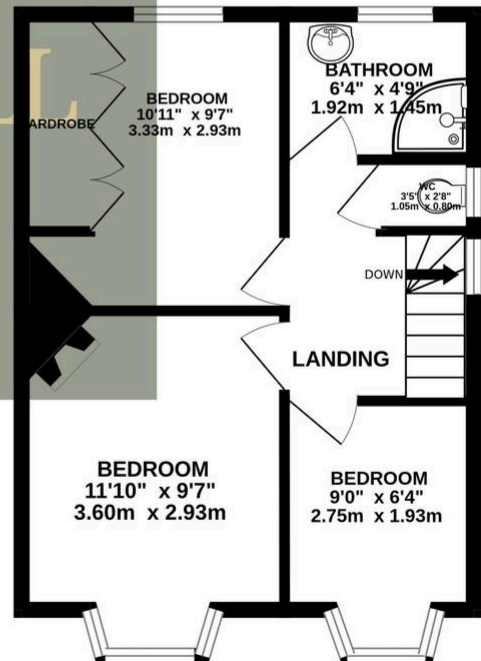 L
ARDROBE
BEDROOM
10'11" x 9'7"
3.33m x 2.93m
BATHROOM
6'4" x 4'9"
1.92m x 1.45m
WC
3'5" x 2'8"
1.05m x 0.80m
DOWN
LANDING
BEDROOM
11'10" x 9'7"
3.60m x 2.93m
BEDROOM
9'0" x 6'4"
2.75m x 1.93m